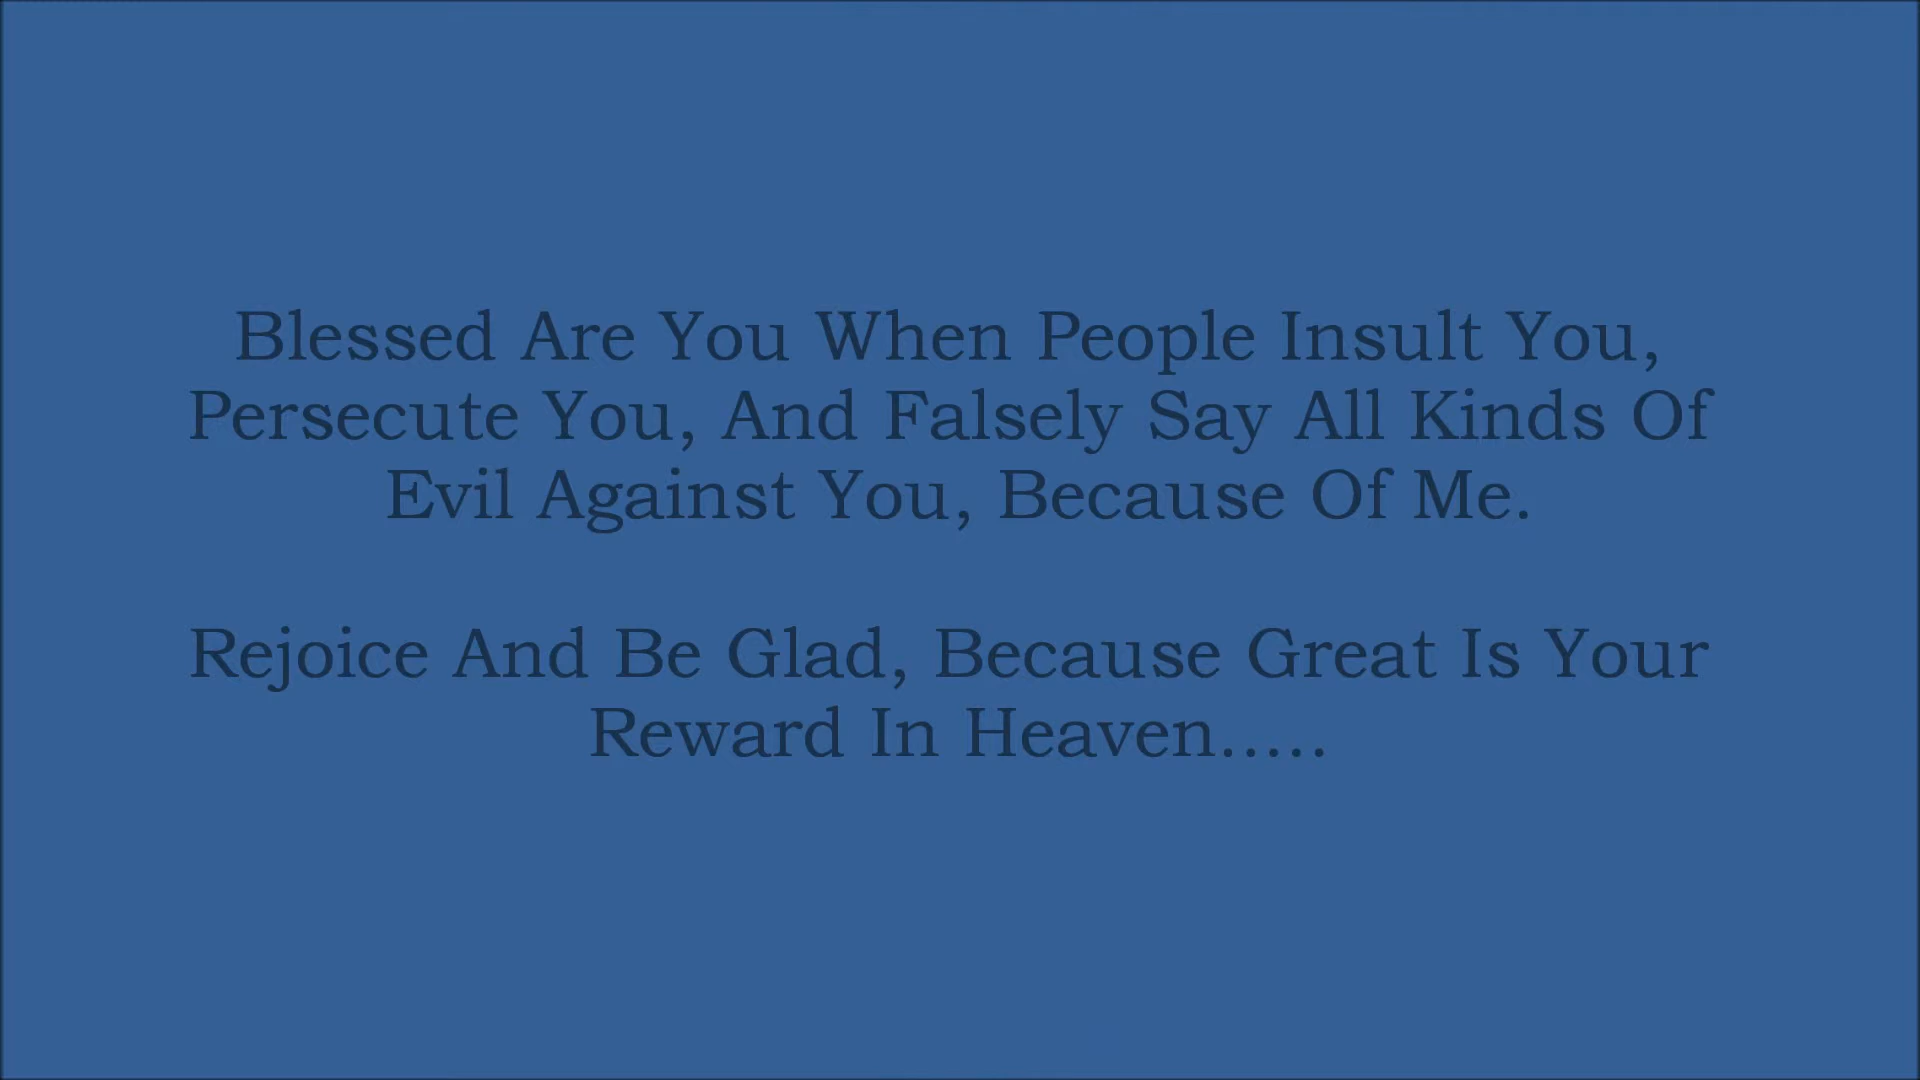 Blessed Are You When People Insult You,
Persecute You, And Falsely Say All Kinds Of
Evil Against You, Because Of Me.
Rejoice And Be Glad, Because Great Is Your
Reward In Heaven.....